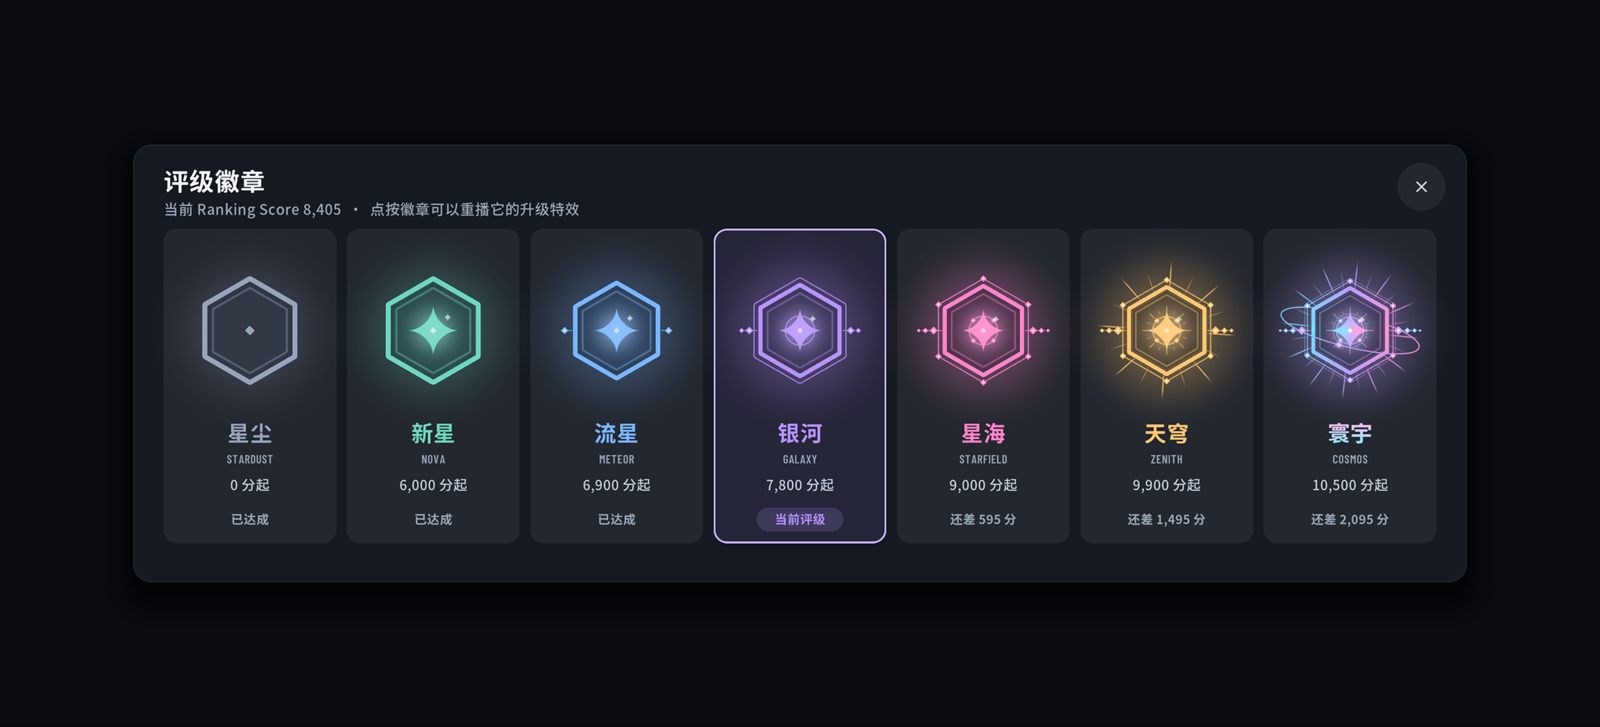 评级徽章
当前 Ranking Score 8,405 · 点按徽章可以重播它的升级特效
星尘
STARDUST
0 分起
已达成
新星
NOVA
6,000 分起
已达成
流星
METEOR
6,900 分起
已达成
银河
GALAXY
7,800 分起
当前评级
星海
STARFIELD
9,000 分起
还差 595 分
天穹
ZENITH
9,900 分起
还差 1,495 分
寰宇
COSMOS
10,500 分起
还差 2,095 分